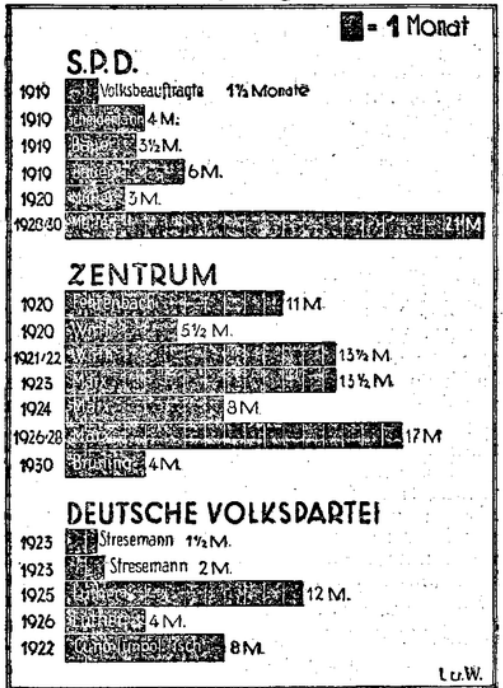 = 1 Monat
S.P.D.
1919 Volksbeauftragte 1½ Monate
1919 Scheidemann 4 M.
1919 Bauer 3½ M.
1919 Bauer 6 M.
1920 Müller 3 M.
1928/30 Müller 21 M
ZENTRUM
1920 Fehrenbach 11 M.
1920 Wirth 5½ M.
1921/22 Wirth 13½ M.
1923 Marx 13½ M.
1924 Marx 8 M.
1926/28 Marx 17 M
1930 Brüning 4 M.
DEUTSCHE VOLKSPARTEI
1923 Stresemann 1½ M.
1923 Stresemann 2 M.
1925 Luther 12 M.
1926 Luther 4 M.
1922 8 M.
I.u.W.